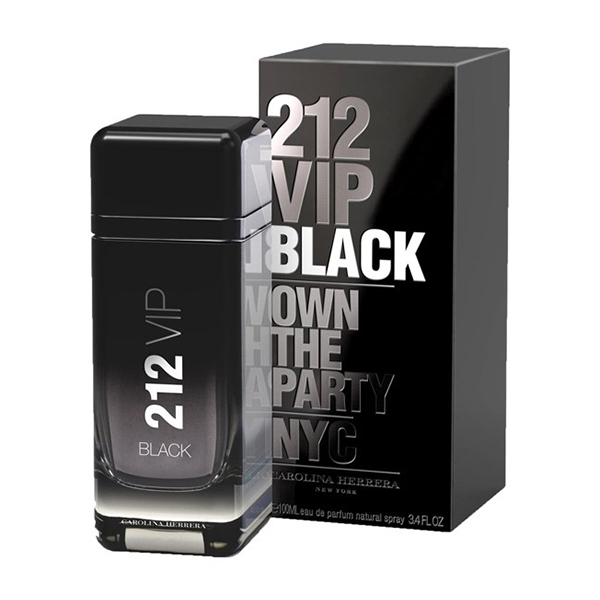 212 VIP
BLACK
CAROLINA HERRERA
212
VIP
BLACK
OWN
THE
PARTY
NYC
CAROLINA HERRERA
NEW YORK
100ML eau de parfum natural spray 3.4 FL OZ